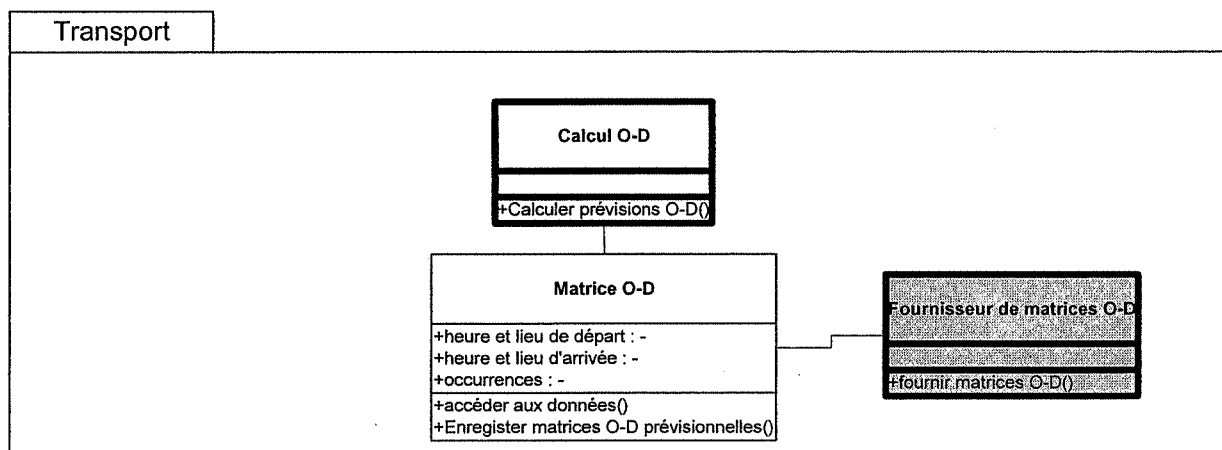 Transport
Calcul O-D
+Calculer prévisions O-D()
Matrice O-D
+heure et lieu de départ : -
+heure et lieu d'arrivée : -
+occurrences : -
+accéder aux données()
+Enregister matrices O-D prévisionnelles()
Fournisseur de matrices O-D
+fournir matrices O-D()